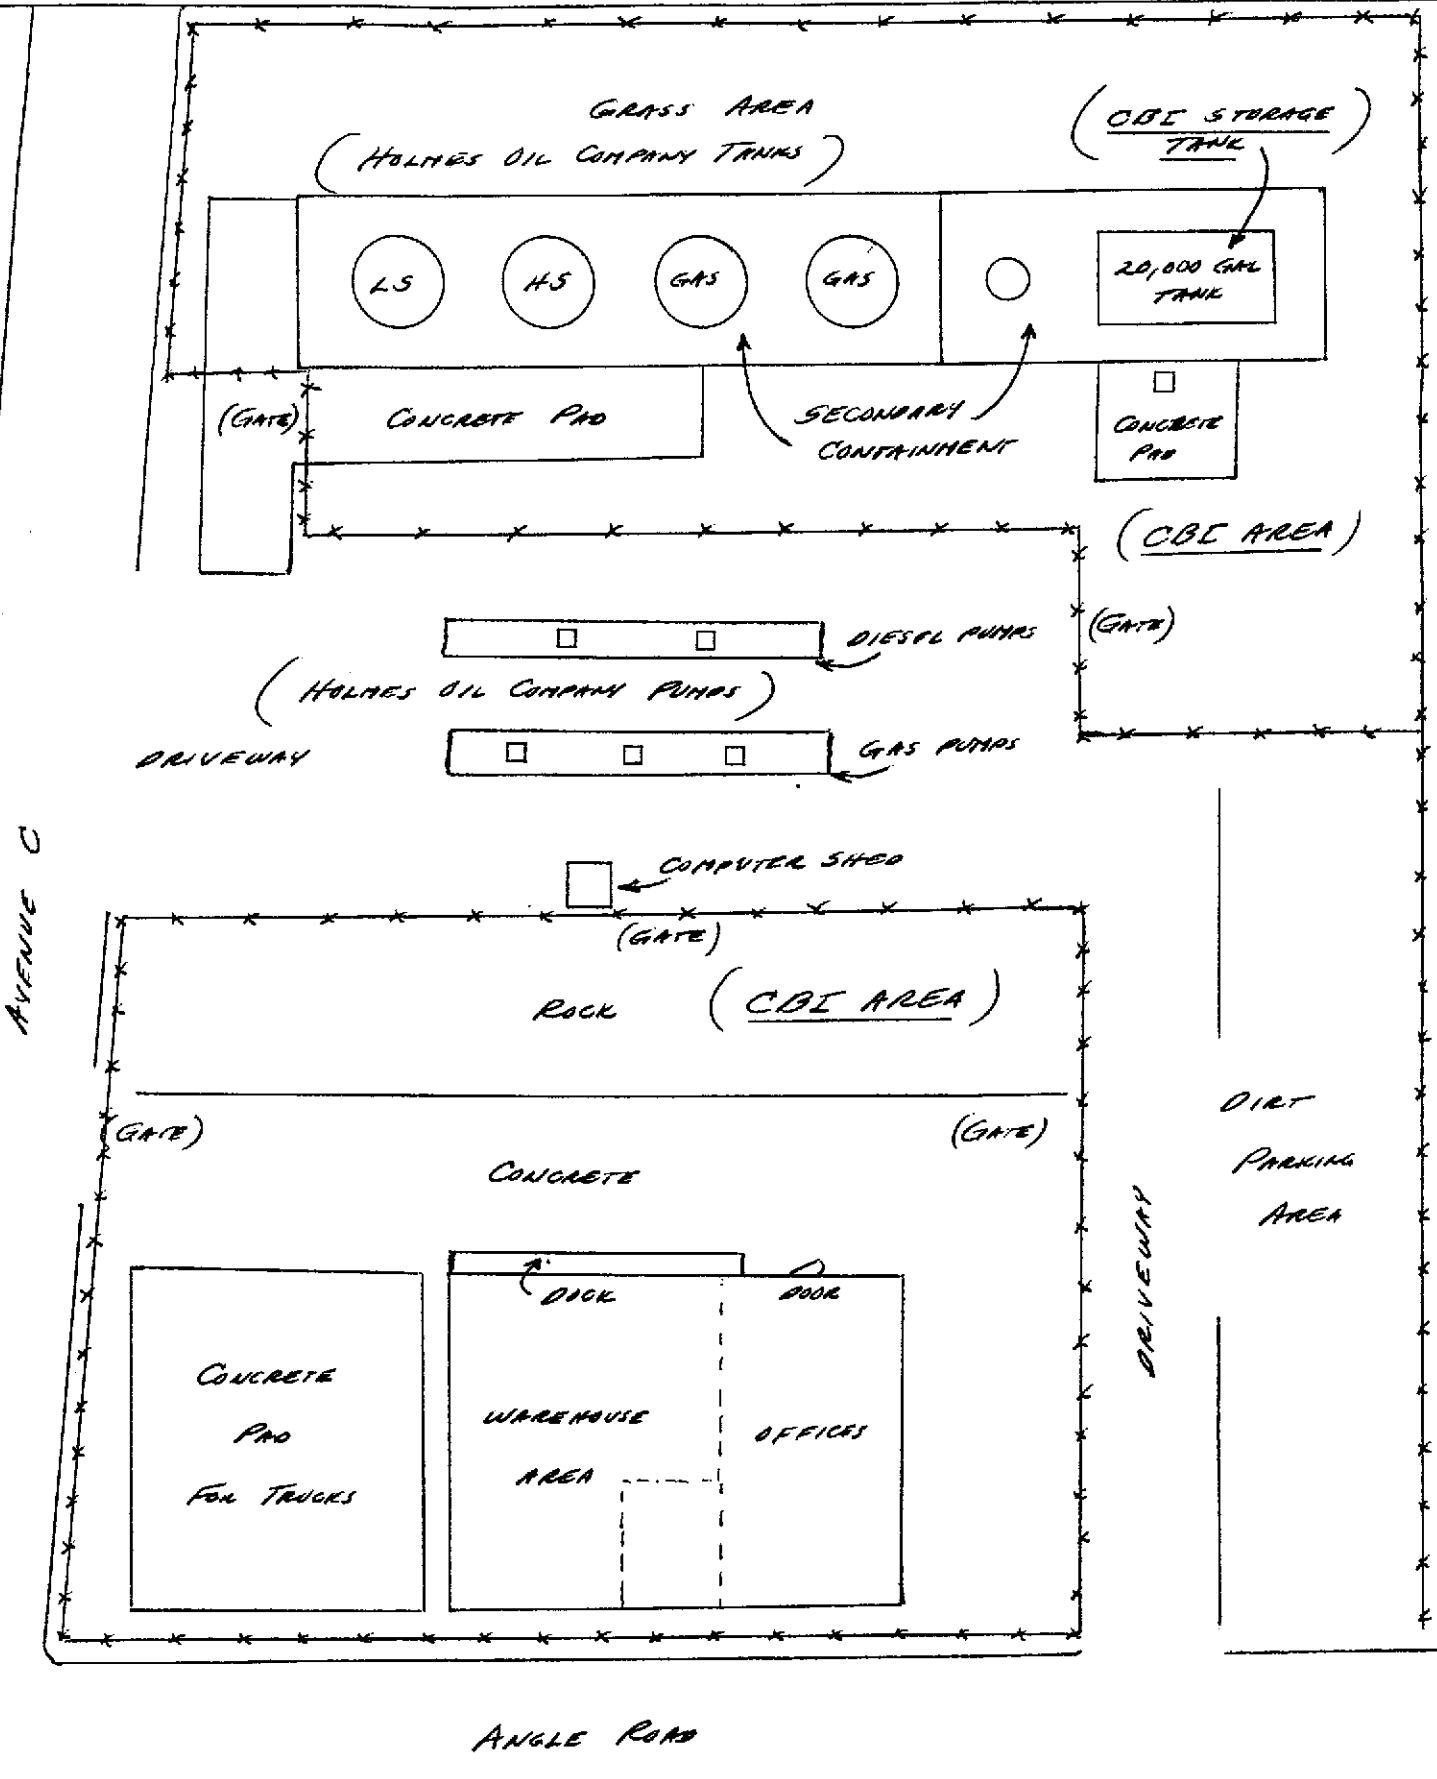 GRASS AREA
(HOLMES OIL COMPANY TANKS)
(CBI STORAGE
TANK)
LS
HS
GAS
GAS
20,000 GAL
TANK
(GATE)
CONCRETE PAD
SECONDARY
CONTAINMENT
CONCRETE
PAD
(CBI AREA)
DIESEL PUMPS
(GATE)
(HOLMES OIL COMPANY PUMPS)
DRIVEWAY
GAS PUMPS
AVENUE C
COMPUTER SHED
(GATE)
ROCK
(CBI AREA)
(GATE)
(GATE)
CONCRETE
DIRT
PARKING
AREA
DRIVEWAY
DOCK
DOOR
CONCRETE
PAD
FOR TRUCKS
WAREHOUSE
AREA
OFFICES
ANGLE ROAD